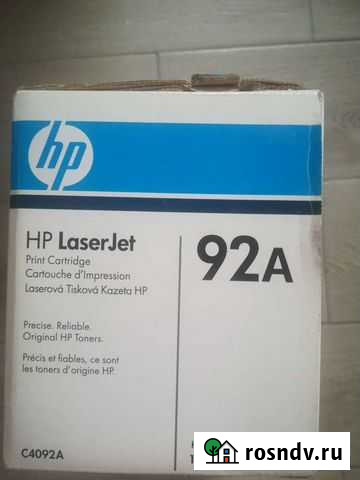 hp
HP LaserJet
92A
Print Cartridge
Cartouche d'Impression
Laserová Tisková Kazeta HP
Precise. Reliable.
Original HP Toners.
Précis et fiables, ce sont
les toners d'origine HP.
C4092A
rosndv.ru